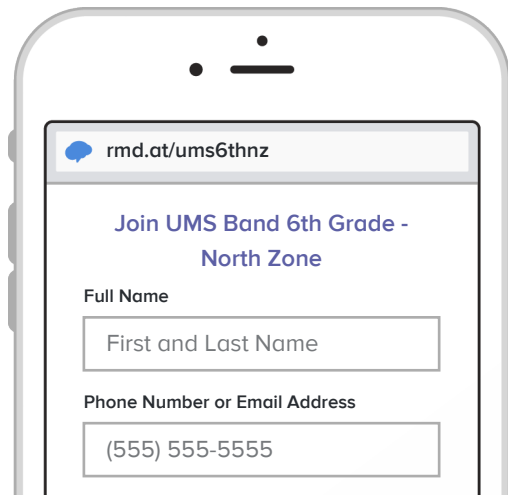 rmd.at/ums6thnz
Join UMS Band 6th Grade -
North Zone
Full Name
First and Last Name
Phone Number or Email Address
(555) 555-5555